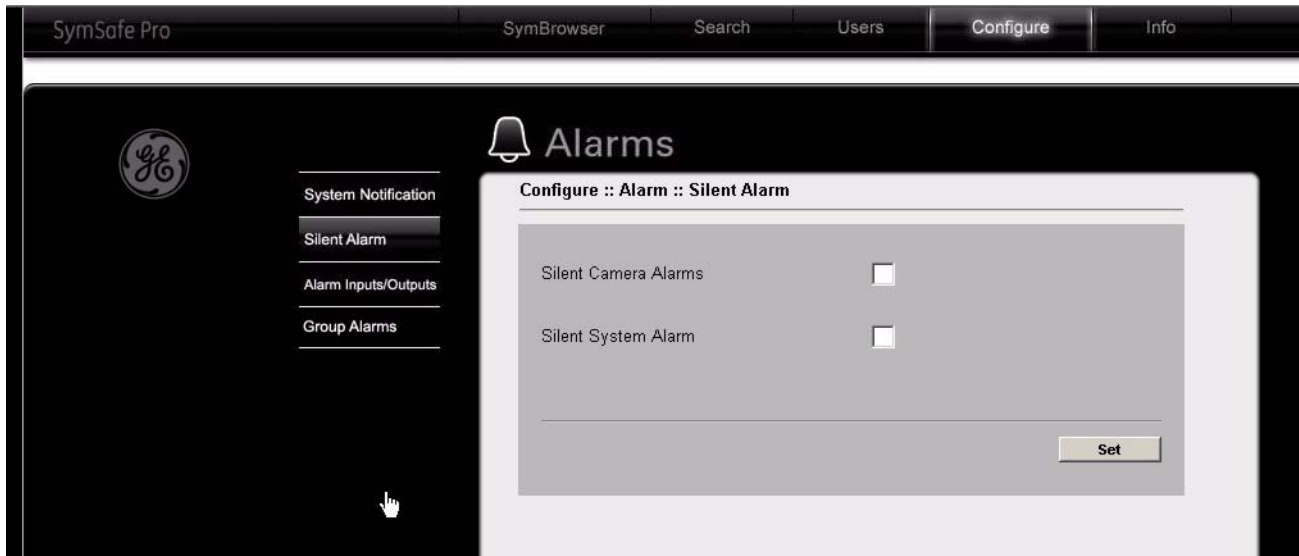 SymSafe Pro
SymBrowser
Search
Users
Configure
Info
GE
Alarms
System Notification
Silent Alarm
Alarm Inputs/Outputs
Group Alarms
Configure :: Alarm :: Silent Alarm
Silent Camera Alarms
Silent System Alarm
Set